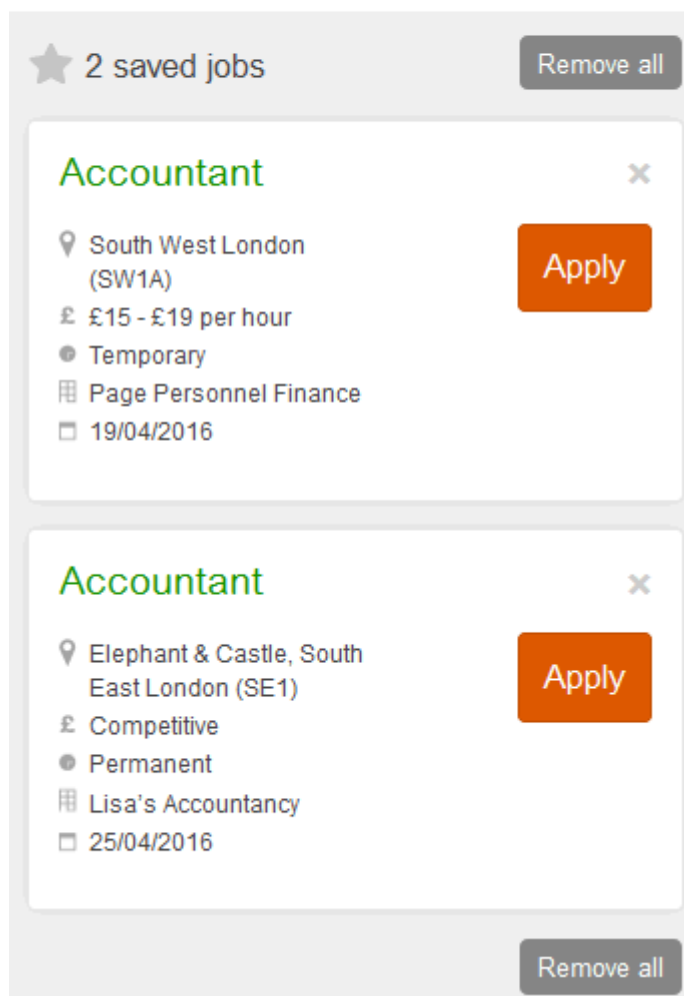 2 saved jobs
Remove all
Accountant
South West London
(SW1A)
Apply
£ £15 - £19 per hour
Temporary
Page Personnel Finance
19/04/2016
Accountant
Elephant & Castle, South
East London (SE1)
Apply
£ Competitive
Permanent
Lisa's Accountancy
25/04/2016
Remove all